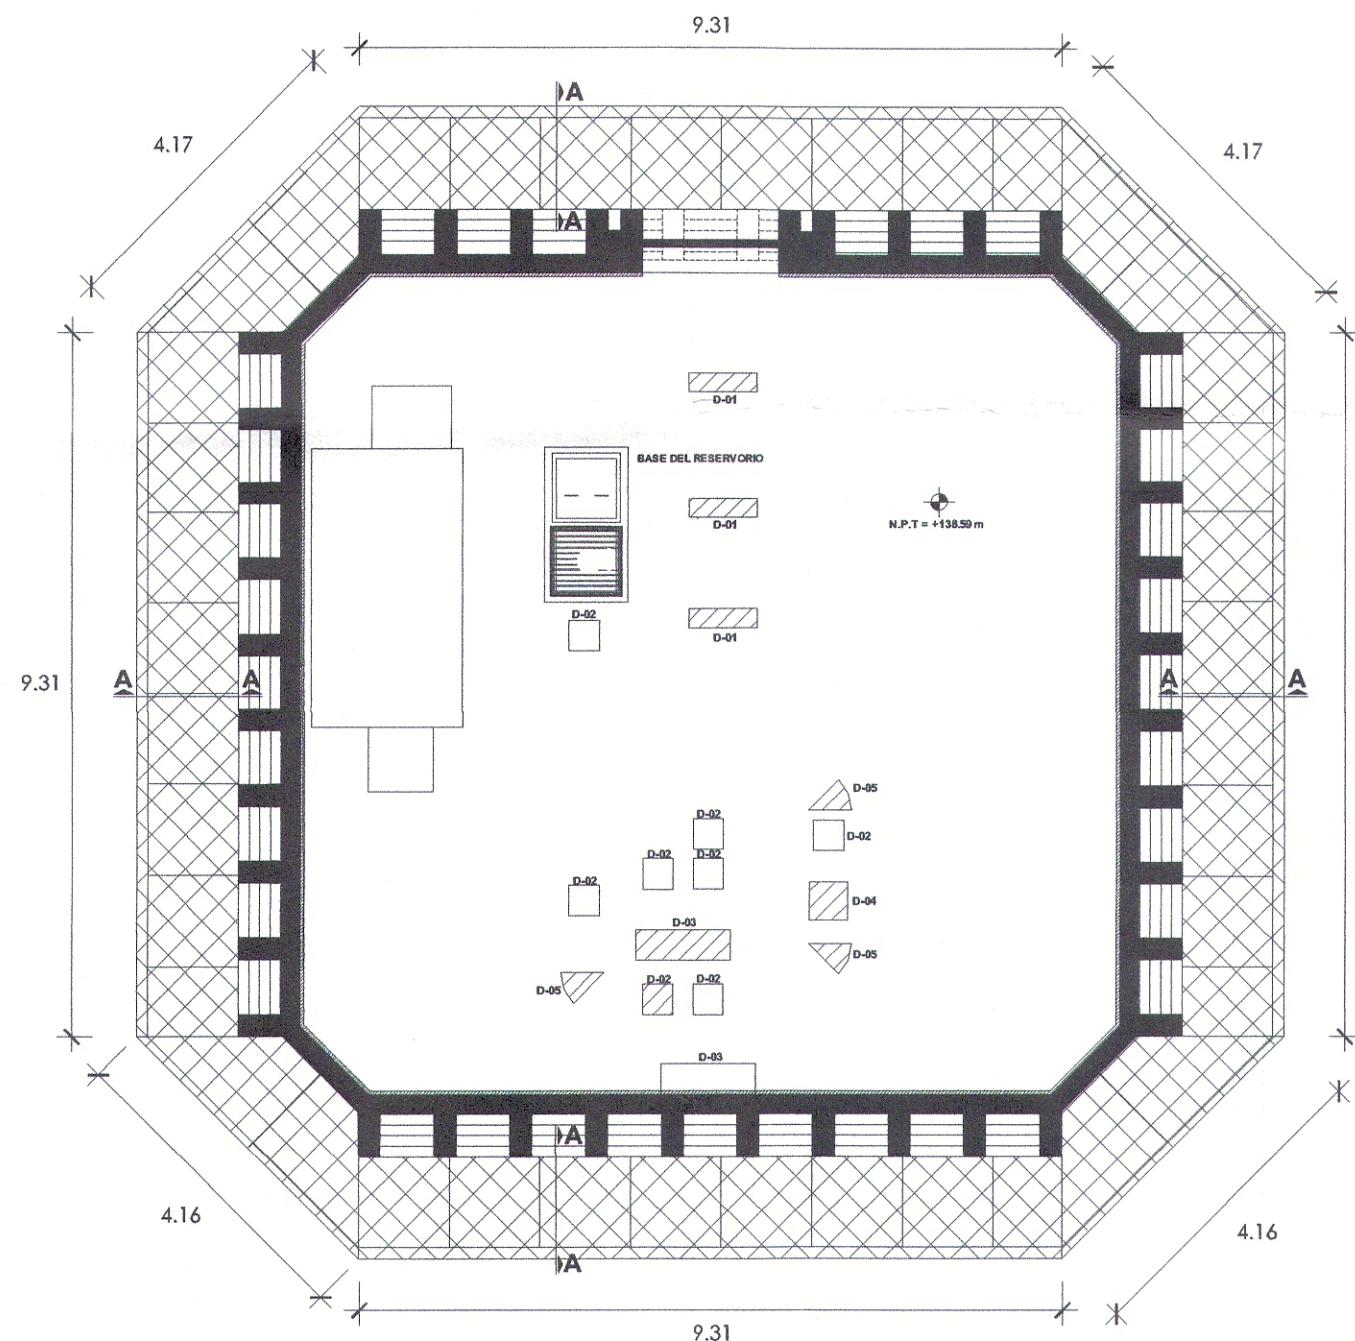 9.31
A
4.17
4.17
A
D-01
BASE DEL RESERVORIO
D-01
N.P.T = +138.59 m
D-02
D-01
9.31
A
A
A
A
D-05
D-02
D-02
D-02
D-02
D-02
D-04
D-03
D-05
D-05
D-02
D-02
D-03
A
4.16
4.16
A
9.31